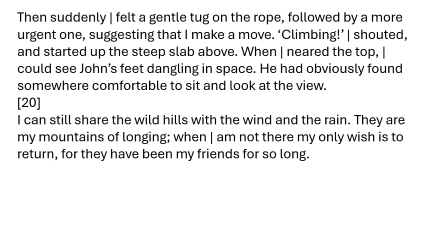 Then suddenly | felt a gentle tug on the rope, followed by a more
urgent one, suggesting that I make a move. ‘Climbing!’ | shouted,
and started up the steep slab above. When | neared the top, |
could see John’s feet dangling in space. He had obviously found
somewhere comfortable to sit and look at the view.
[20]
I can still share the wild hills with the wind and the rain. They are
my mountains of longing; when | am not there my only wish is to
return, for they have been my friends for so long.